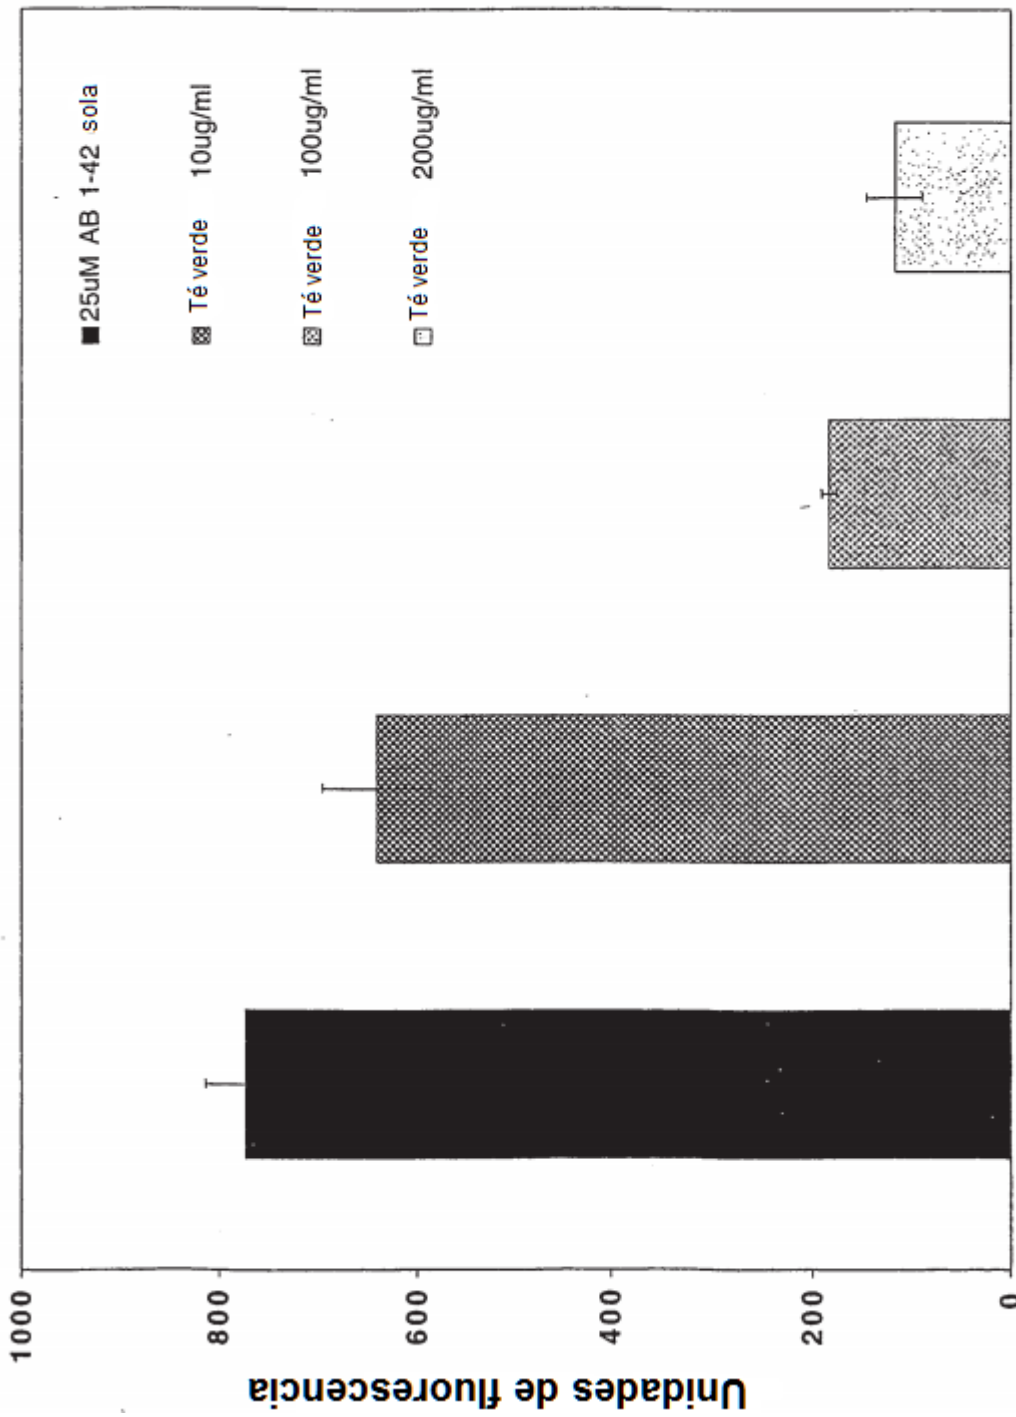 25uM AB 1-42 sola
Té verde 10ug/ml
Té verde 100ug/ml
Té verde 200ug/ml
1000
800
600
400
200
0
Unidades de fluorescencia